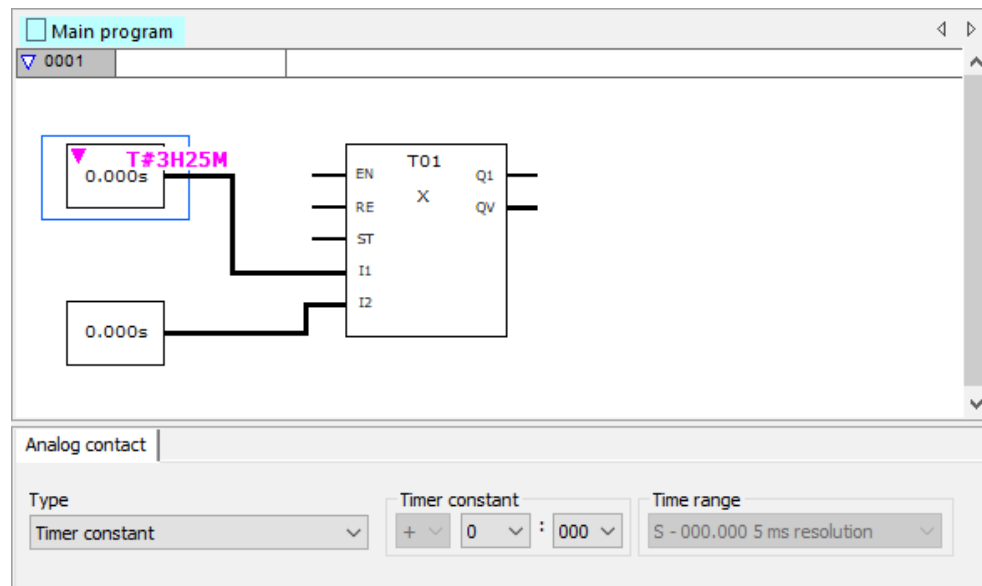 Main program
0001
T#3H25M
0.000s
T01
X
EN
RE
ST
I1
I2
Q1
QV
0.000s
Analog contact
Type
Timer constant
Timer constant
+ 0 : 000
Time range
S - 000.000 5 ms resolution